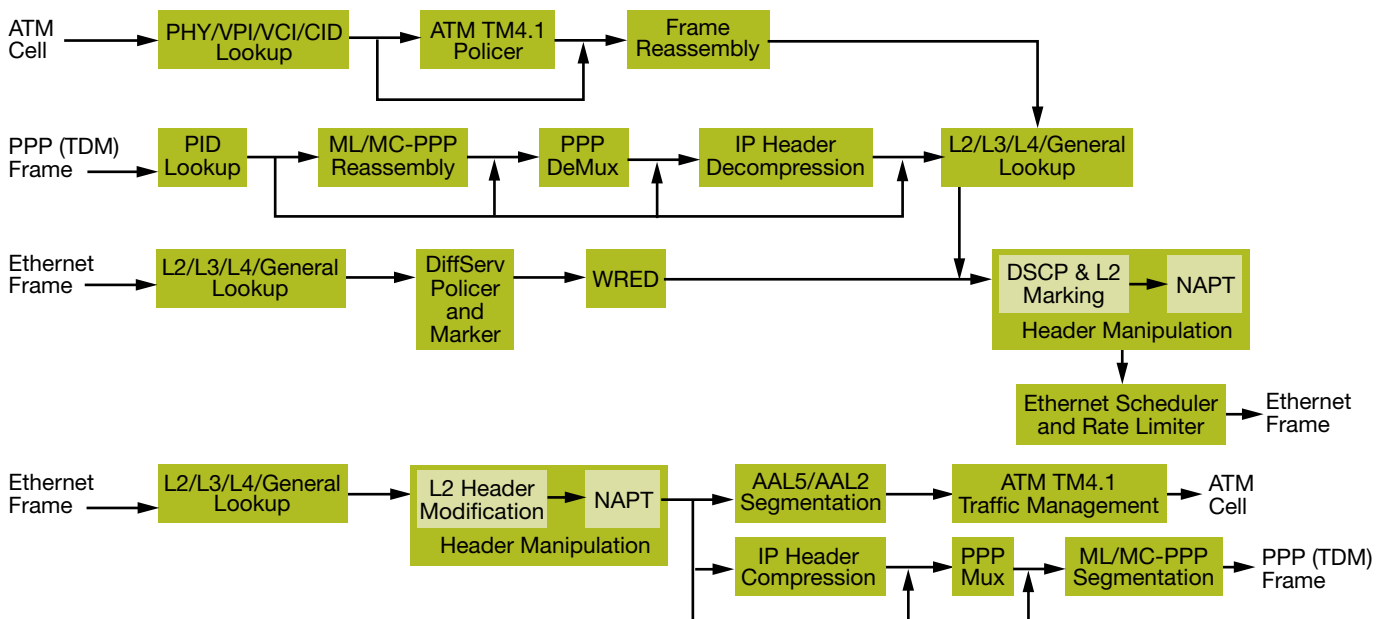 ATM
Cell
PHY/VPI/VCI/CID
Lookup
ATM TM4.1
Policer
Frame
Reassembly
PPP (TDM)
Frame
PID
Lookup
ML/MC-PPP
Reassembly
PPP
DeMux
IP Header
Decompression
L2/L3/L4/General
Lookup
Ethernet
Frame
L2/L3/L4/General
Lookup
DiffServ
Policer
and
Marker
WRED
DSCP & L2
Marking
NAPT
Header Manipulation
Ethernet Scheduler
and Rate Limiter
Ethernet
Frame
Ethernet
Frame
L2/L3/L4/General
Lookup
L2 Header
Modification
NAPT
Header Manipulation
AAL5/AAL2
Segmentation
ATM TM4.1
Traffic Management
ATM
Cell
IP Header
Compression
PPP
Mux
ML/MC-PPP
Segmentation
PPP (TDM)
Frame